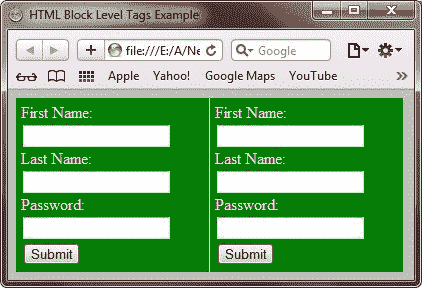 HTML Block Level Tags Example
file:///E:/A/Ne
Google
Apple Yahoo! Google Maps YouTube
First Name:
Last Name:
Password:
Submit
First Name:
Last Name:
Password:
Submit